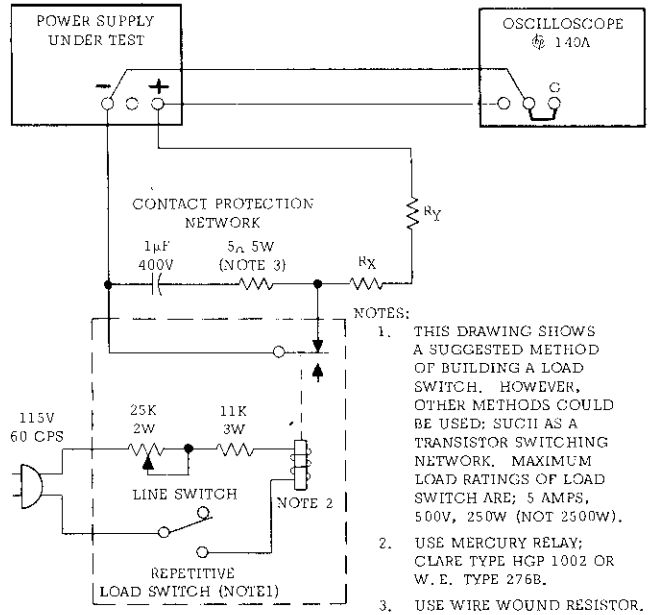 POWER SUPPLY
UNDER TEST
- +
OSCILLOSCOPE
hp 140A
G
CONTACT PROTECTION
NETWORK
1μF
400V
5Ω 5W
(NOTE 3)
RX
RY
115V
60 CPS
25K
2W
11K
3W
LINE SWITCH
NOTE 2
REPETITIVE
LOAD SWITCH (NOTE1)
NOTES:
1. THIS DRAWING SHOWS
A SUGGESTED METHOD
OF BUILDING A LOAD
SWITCH. HOWEVER,
OTHER METHODS COULD
BE USED; SUCH AS A
TRANSISTOR SWITCHING
NETWORK. MAXIMUM
LOAD RATINGS OF LOAD
SWITCH ARE; 5 AMPS,
500V, 250W (NOT 2500W).
2. USE MERCURY RELAY;
CLARE TYPE HGP 1002 OR
W. E. TYPE 276B.
3. USE WIRE WOUND RESISTOR.